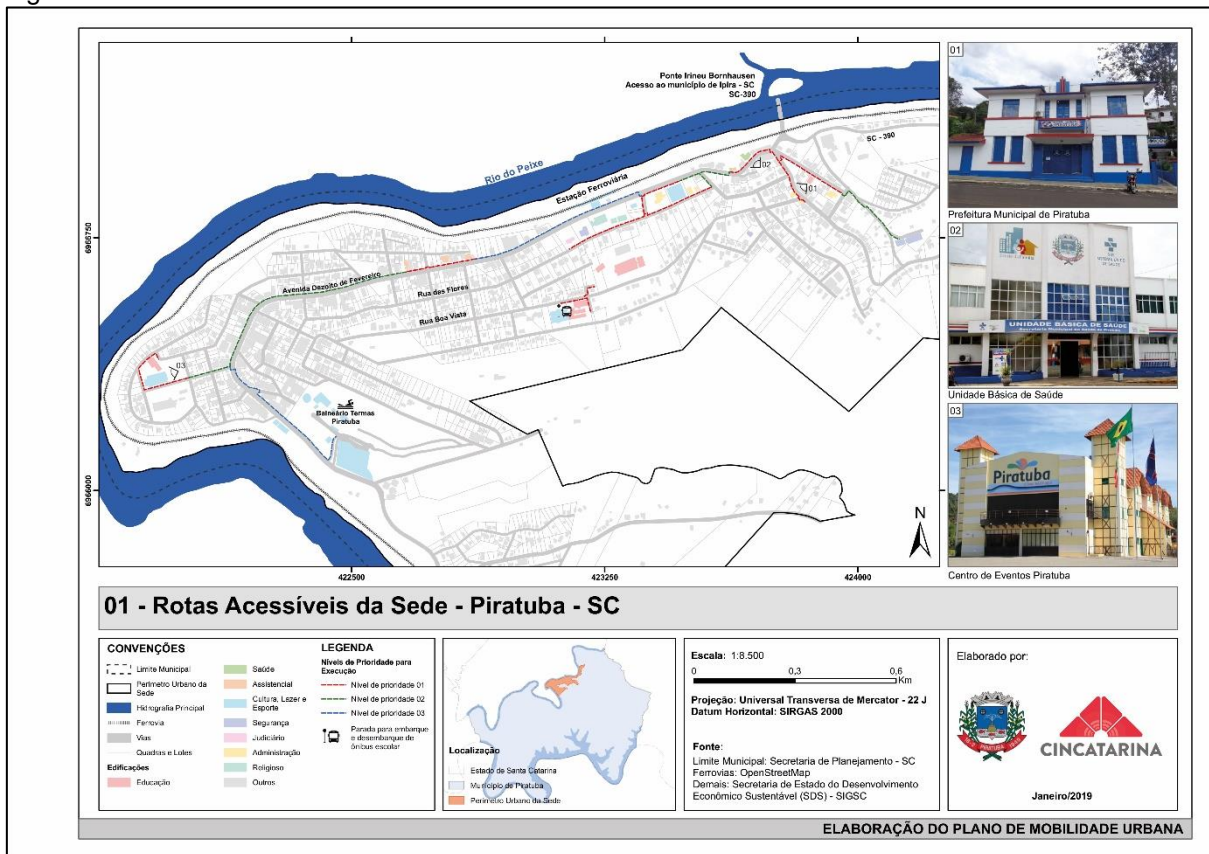 Ponte Irineu Bornhausen
Acesso ao município de Ipira - SC
SC-390
SC - 390
Rio do Peixe
Estação Ferroviária
02
01
Avenida Dezoito de Fevereiro
Rua das Flores
Rua Boa Vista
03
Balneário Termas
Piratuba
6966750
6966000
422500
423250
424000
N
01
Prefeitura Municipal de Piratuba
02
UNIDADE BÁSICA DE SAÚDE
Unidade Básica de Saúde
03
Piratuba
Centro de Eventos Piratuba
01 - Rotas Acessíveis da Sede - Piratuba - SC
CONVENÇÕES
Limite Municipal
Perímetro Urbano da
Sede
Hidrografia Principal
Ferrovia
Vias
Quadras e Lotes
Edificações
Educação
Saúde
Assistencial
Cultura, Lazer e
Esporte
Segurança
Judiciário
Administração
Religioso
Outros
LEGENDA
Níveis de Prioridade para
Execução
Nível de prioridade 01
Nível de prioridade 02
Nível de prioridade 03
Parada para embarque
e desembarque de
ônibus escolar
Localização
Estado de Santa Catarina
Município de Piratuba
Perímetro Urbano da Sede
Escala: 1:8.500
0 0,3 0,6
Km
Projeção: Universal Transversa de Mercator - 22 J
Datum Horizontal: SIRGAS 2000
Fonte:
Limite Municipal: Secretaria de Planejamento - SC
Ferrovias: OpenStreetMap
Demais: Secretaria de Estado do Desenvolvimento
Econômico Sustentável (SDS) - SIGSC
Elaborado por:
CINCATARINA
Janeiro/2019
ELABORAÇÃO DO PLANO DE MOBILIDADE URBANA